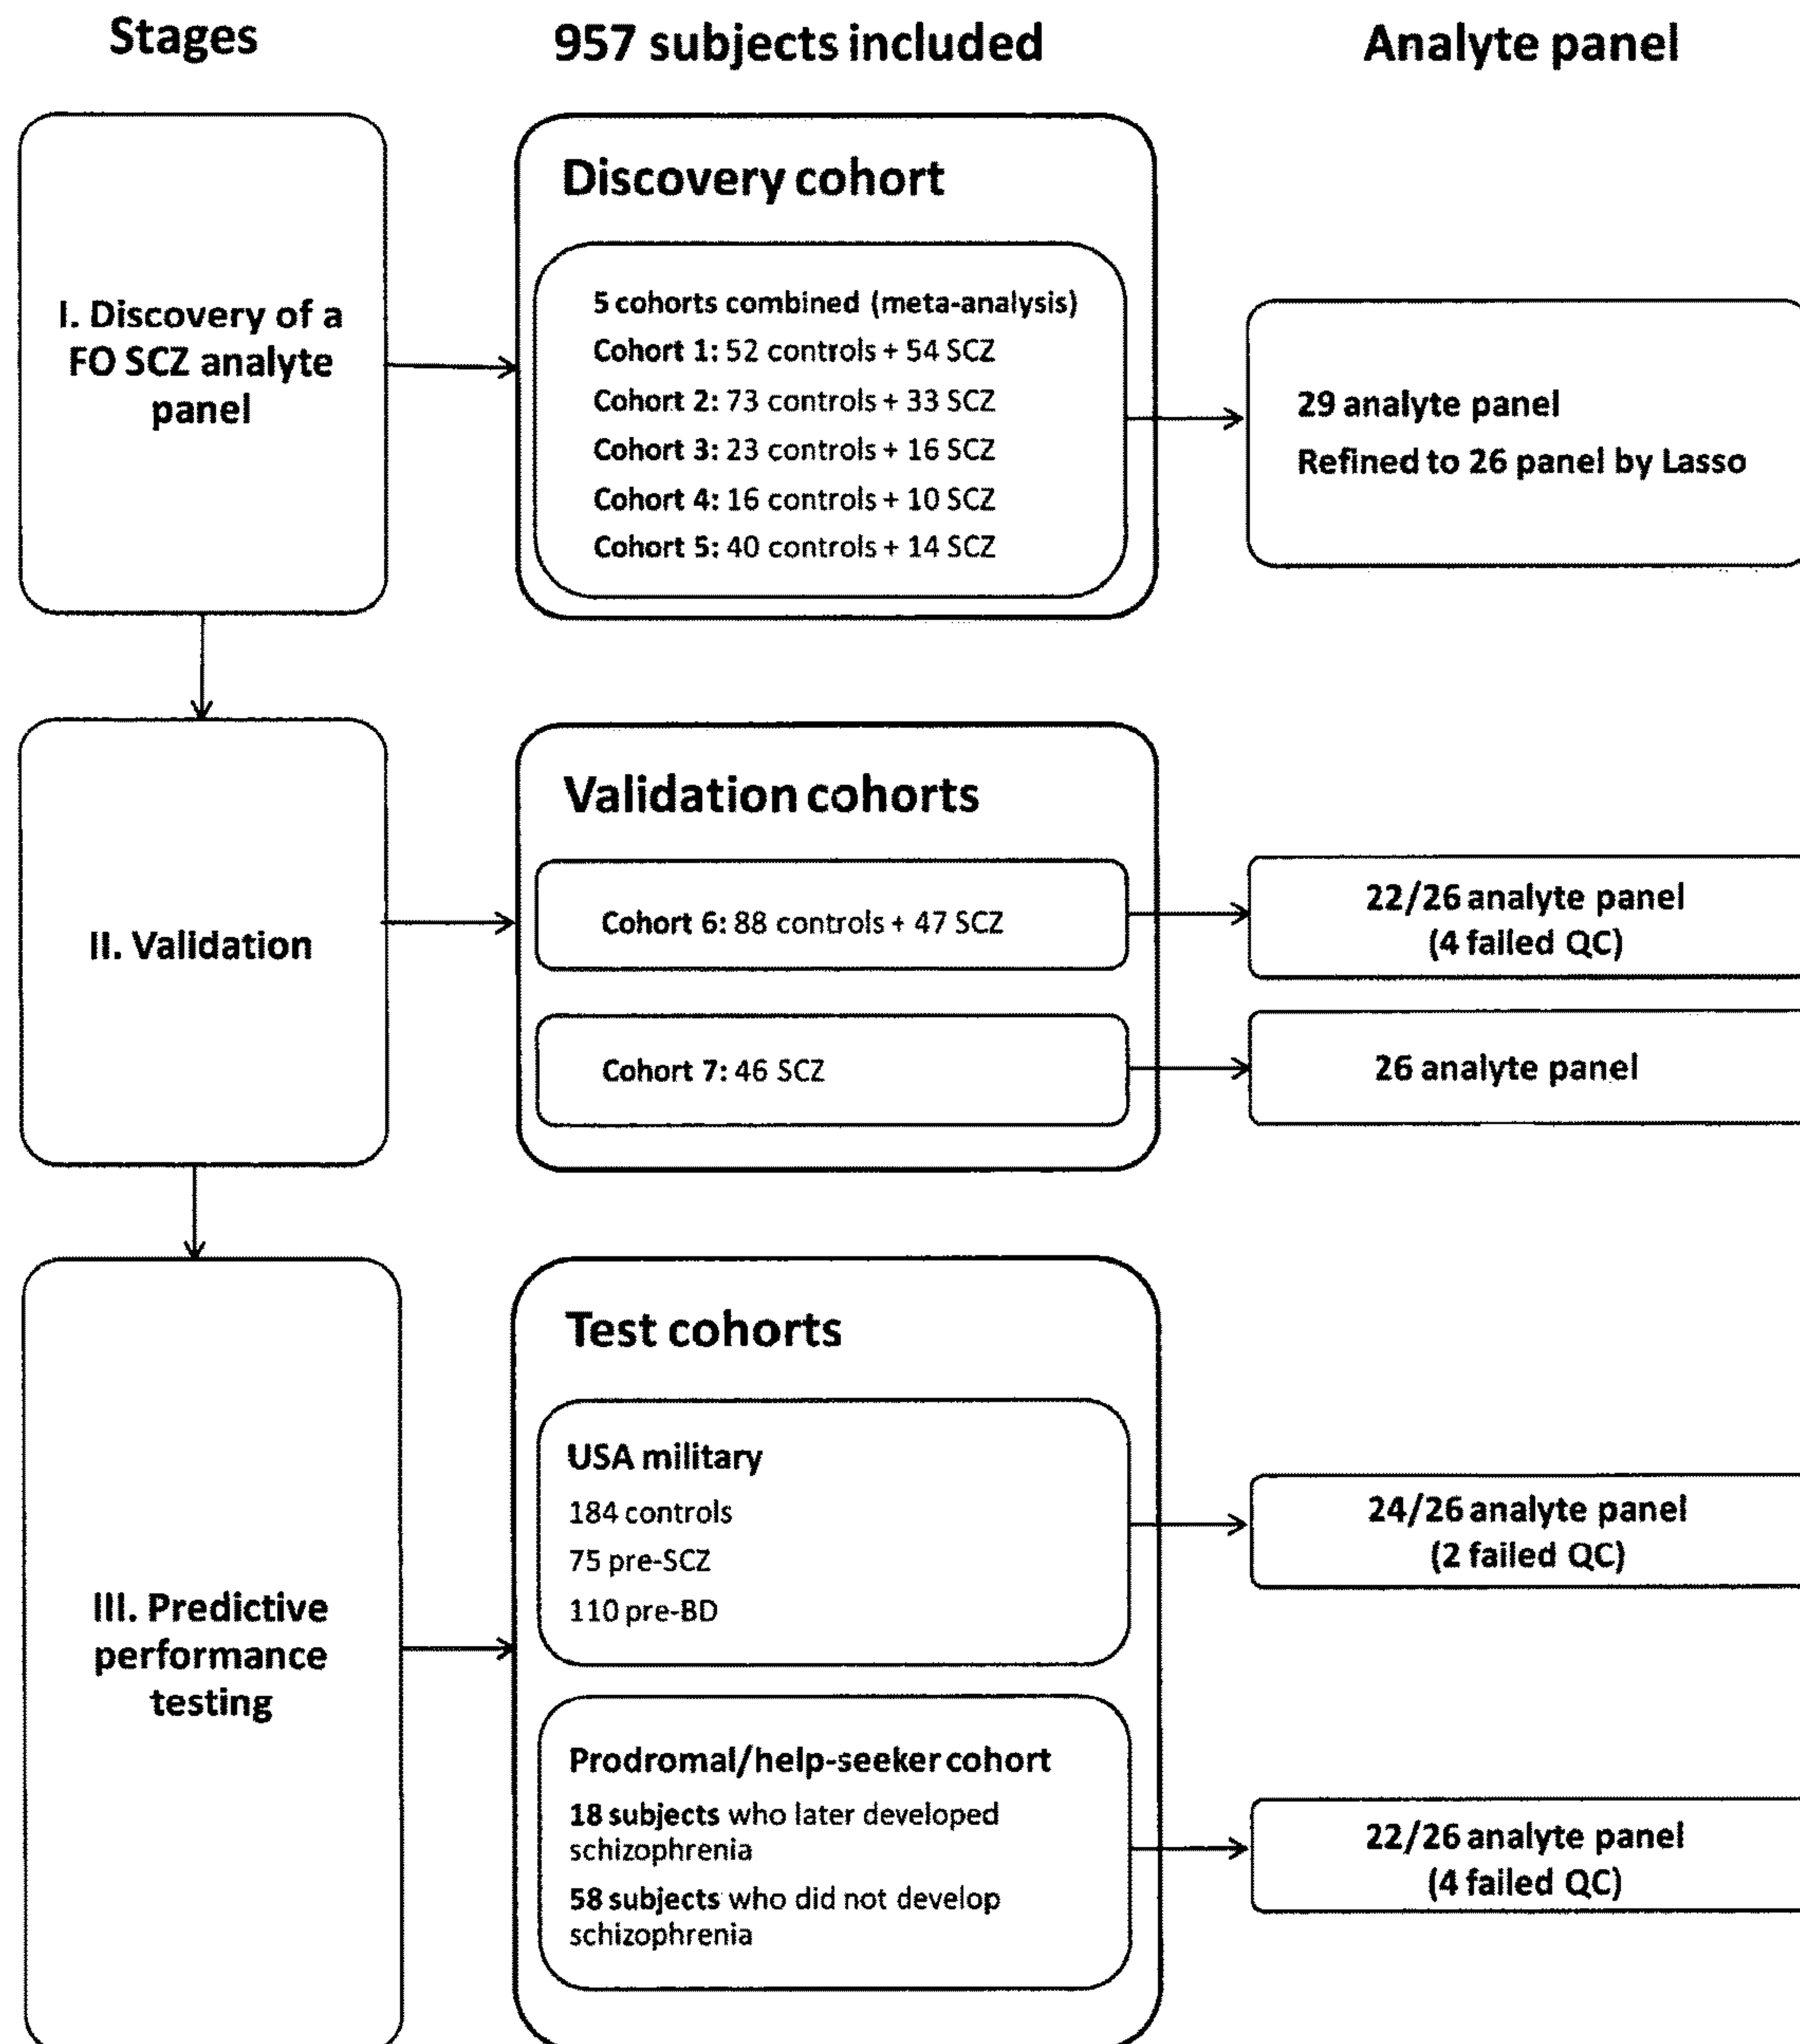 Stages
957 subjects included
Analyte panel
I. Discovery of a
FO SCZ analyte
panel
Discovery cohort
5 cohorts combined (meta-analysis)
Cohort 1: 52 controls + 54 SCZ
Cohort 2: 73 controls + 33 SCZ
Cohort 3: 23 controls + 16 SCZ
Cohort 4: 16 controls + 10 SCZ
Cohort 5: 40 controls + 14 SCZ
29 analyte panel
Refined to 26 panel by Lasso
II. Validation
Validation cohorts
Cohort 6: 88 controls + 47 SCZ
22/26 analyte panel
(4 failed QC)
Cohort 7: 46 SCZ
26 analyte panel
III. Predictive
performance
testing
Test cohorts
USA military
184 controls
75 pre-SCZ
110 pre-BD
24/26 analyte panel
(2 failed QC)
Prodromal/help-seeker cohort
18 subjects who later developed
schizophrenia
58 subjects who did not develop
schizophrenia
22/26 analyte panel
(4 failed QC)